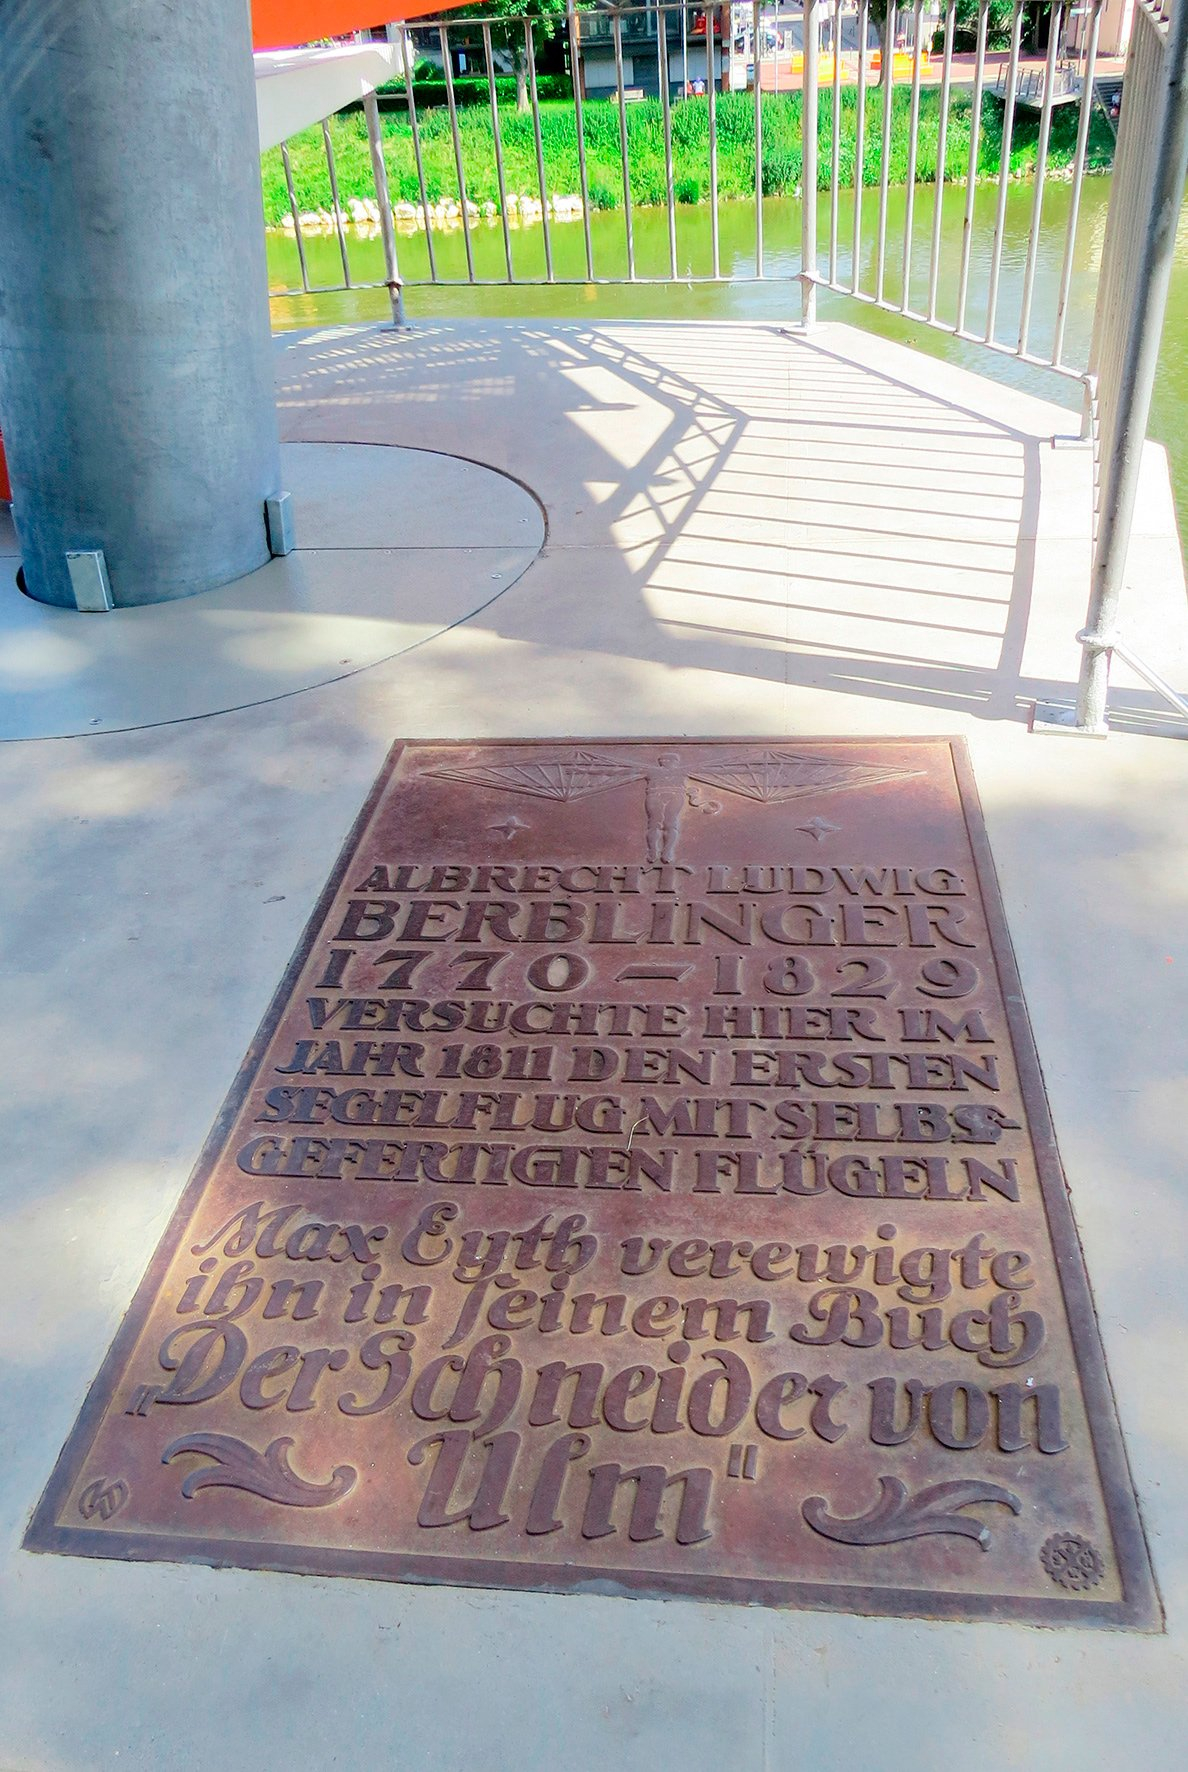 ALBRECHT LUDWIG
BERBLINGER
1770 – 1829
VERSUCHTE HIER IM
JAHR 1811 DEN ERSTEN
SEGELFLUG MIT SELBS-
GEFERTIGTEN FLÜGELN
Max Eyth verewigte
ihn in seinem Buch
„Der Schneider von
Ulm"